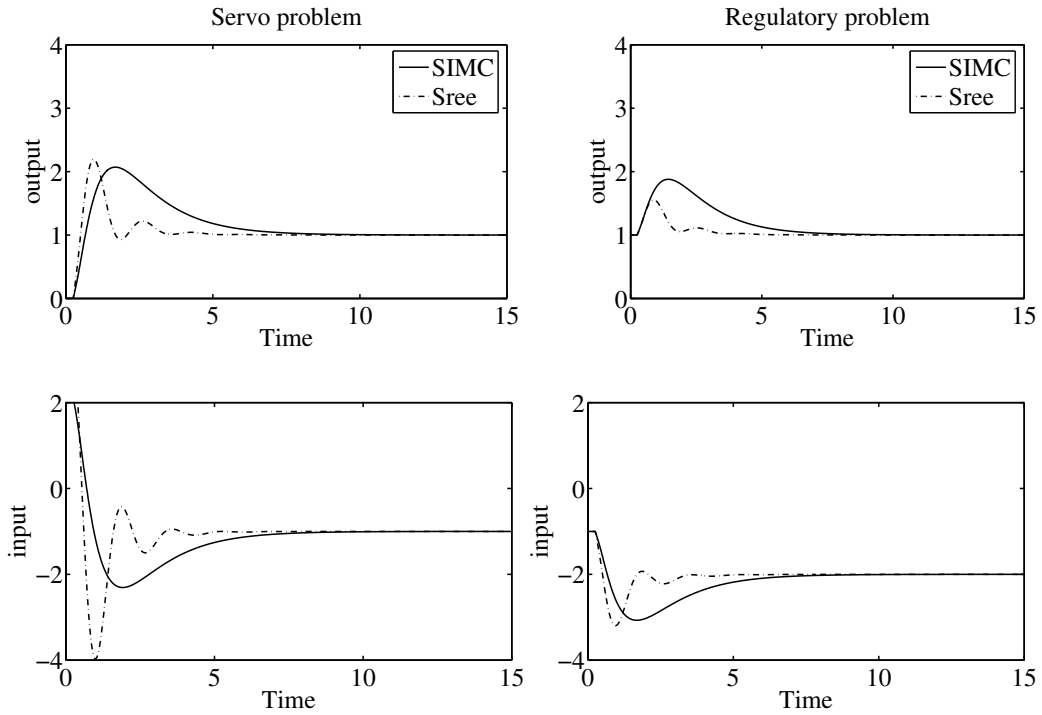 Servo problem
4
3
2
1
0
output
0 5 10 15
Time
SIMC
Sree
Regulatory problem
4
3
2
1
0
output
0 5 10 15
Time
SIMC
Sree
2
0
−2
−4
input
0 5 10 15
Time
2
0
−2
−4
input
0 5 10 15
Time